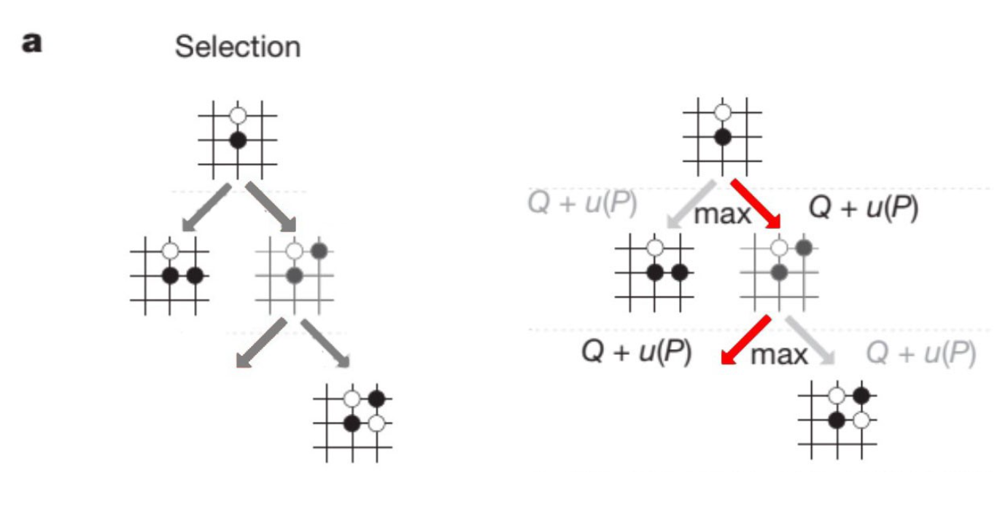 a
Selection
Q + u(P)
max
Q + u(P)
Q + u(P)
max
Q + u(P)